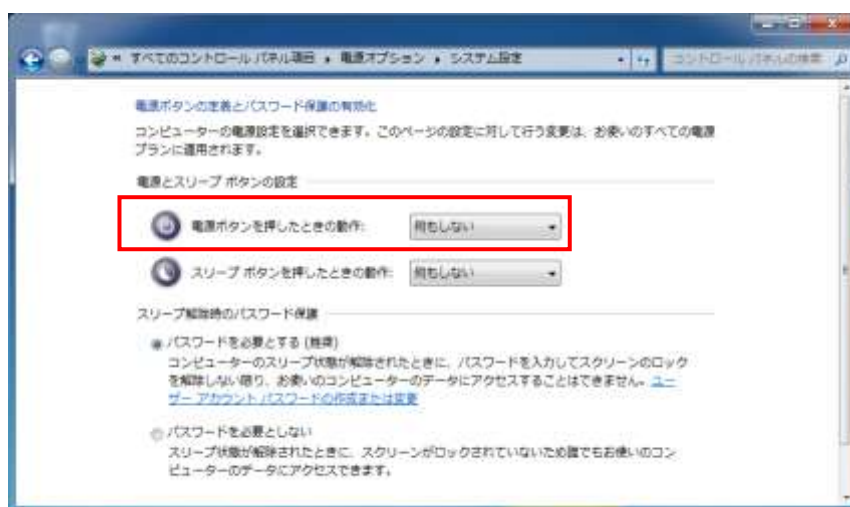 すべてのコントロール パネル項目 ▸ 電源オプション ▸ システム設定
コントロール パネルの検索
電源ボタンの定義とパスワード保護の有効化
コンピューターの電源設定を選択できます。このページの設定に対して行う変更は、お使いのすべての電源
プランに適用されます。
電源とスリープ ボタンの設定
電源ボタンを押したときの動作: 何もしない
スリープ ボタンを押したときの動作: 何もしない
スリープ解除時のパスワード保護
パスワードを必要とする (推奨)
コンピューターのスリープ状態が解除されたときに、パスワードを入力してスクリーンのロック
を解除しない限り、お使いのコンピューターのデータにアクセスすることはできません。ユー
ザー アカウント パスワードの作成または変更
パスワードを必要としない
スリープ状態が解除されたときに、スクリーンがロックされていないため誰でもお使いのコン
ピューターのデータにアクセスできます。